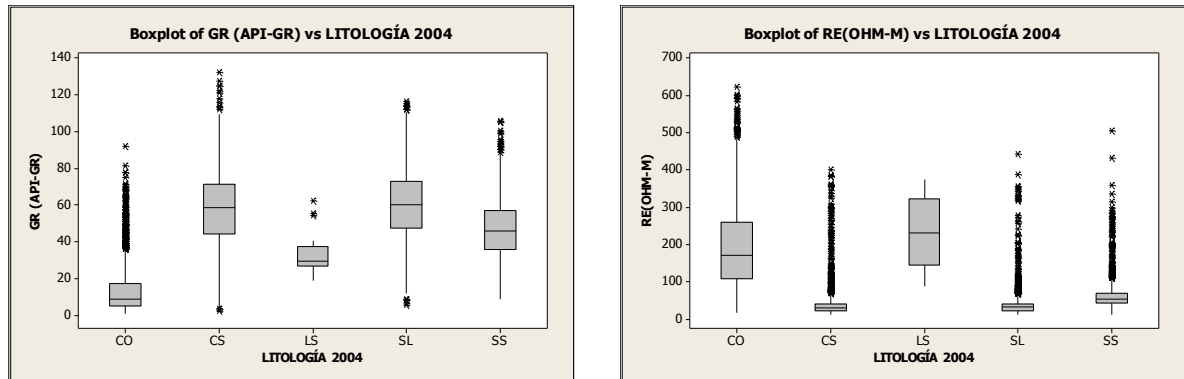 Boxplot of GR (API-GR) vs LITOLOGÍA 2004
140
120
100
80
60
40
20
0
GR (API-GR)
CO CS LS SL SS
LITOLOGÍA 2004
Boxplot of RE(OHM-M) vs LITOLOGÍA 2004
700
600
500
400
300
200
100
0
RE(OHM-M)
CO CS LS SL SS
LITOLOGÍA 2004